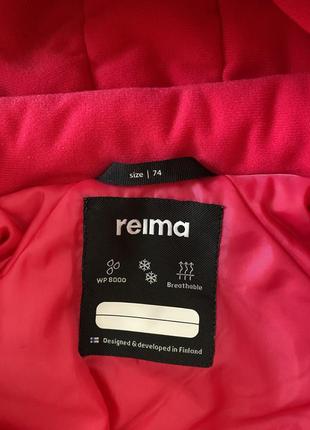 size | 74
reima
WP 8000 Breathable
Designed & developed in Finland